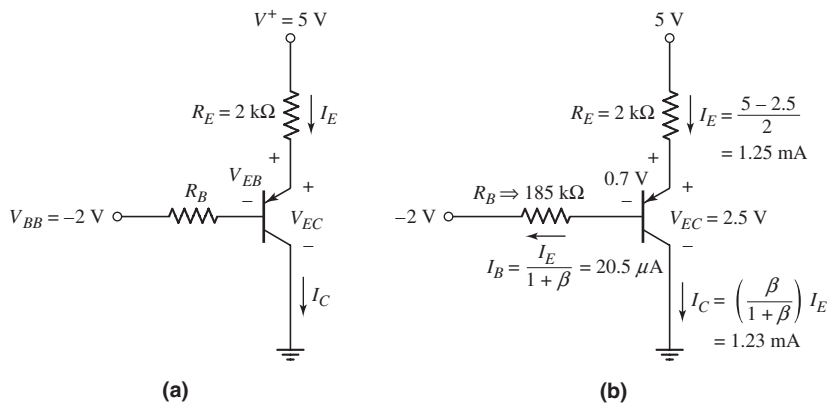 V⁺ = 5 V
R_E = 2 kΩ
I_E
+
V_EB
+
R_B
–
V_BB = –2 V
V_EC
–
I_C
(a)
5 V
R_E = 2 kΩ
I_E = (5 – 2.5)/2
= 1.25 mA
+
0.7 V
+
R_B ⇒ 185 kΩ
–
–2 V
V_EC = 2.5 V
–
I_B = I_E/(1 + β) = 20.5 μA
I_C = (β/(1 + β)) I_E
= 1.23 mA
(b)